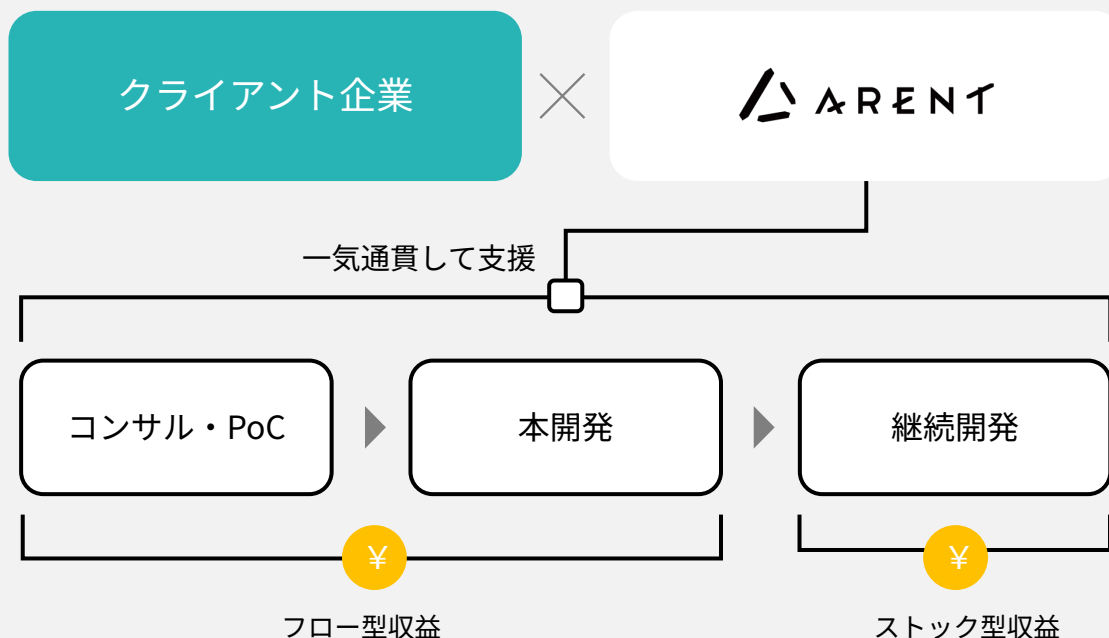 クライアント企業
ARENT
一気通貫して支援
コンサル・PoC
本開発
継続開発
¥
¥
フロー型収益
ストック型収益